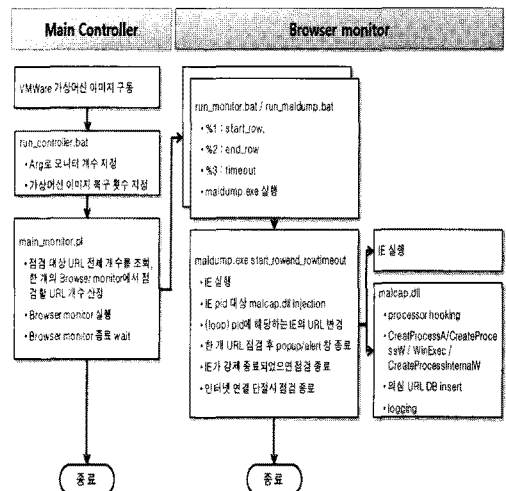 Main Controller
Browser monitor
VMWare 가상머신 이미지 구동
run_controller.bat
• Arg로 모니터 개수 지정
• 가상머신 이미지 복구 횟수 지정
main_monitor.pl
• 점검 대상 URL 전체 개수를 조회,
한 개의 Browser monitor에서 점
검할 URL 개수 산정
• Browser monitor 실행
• Browser monitor 종료 wait
종료
run_monitor.bat / run_maldump.bat
• %1 : start_row,
• %2 : end_row
• %3 : timeout
• maldump.exe 실행
maldump.exe start_rowend_rowtimeout
• IE 실행
• IE pid 대상 malcap.dll injection
• (loop) pid에 해당하는IE의 URL 변경
• 한 개 URL 점검 후 popup/alert 창 종료
• IE가 강제 종료되었으면 점검 종료
• 인터넷 연결 단절시 점검 종료
종료
IE 실행
malcap.dll
• processor hooking
• CreatProcessA/CreateProce
ssW / WinExec /
CreateProcessInternalW
• 의심 URL DB insert
• logging